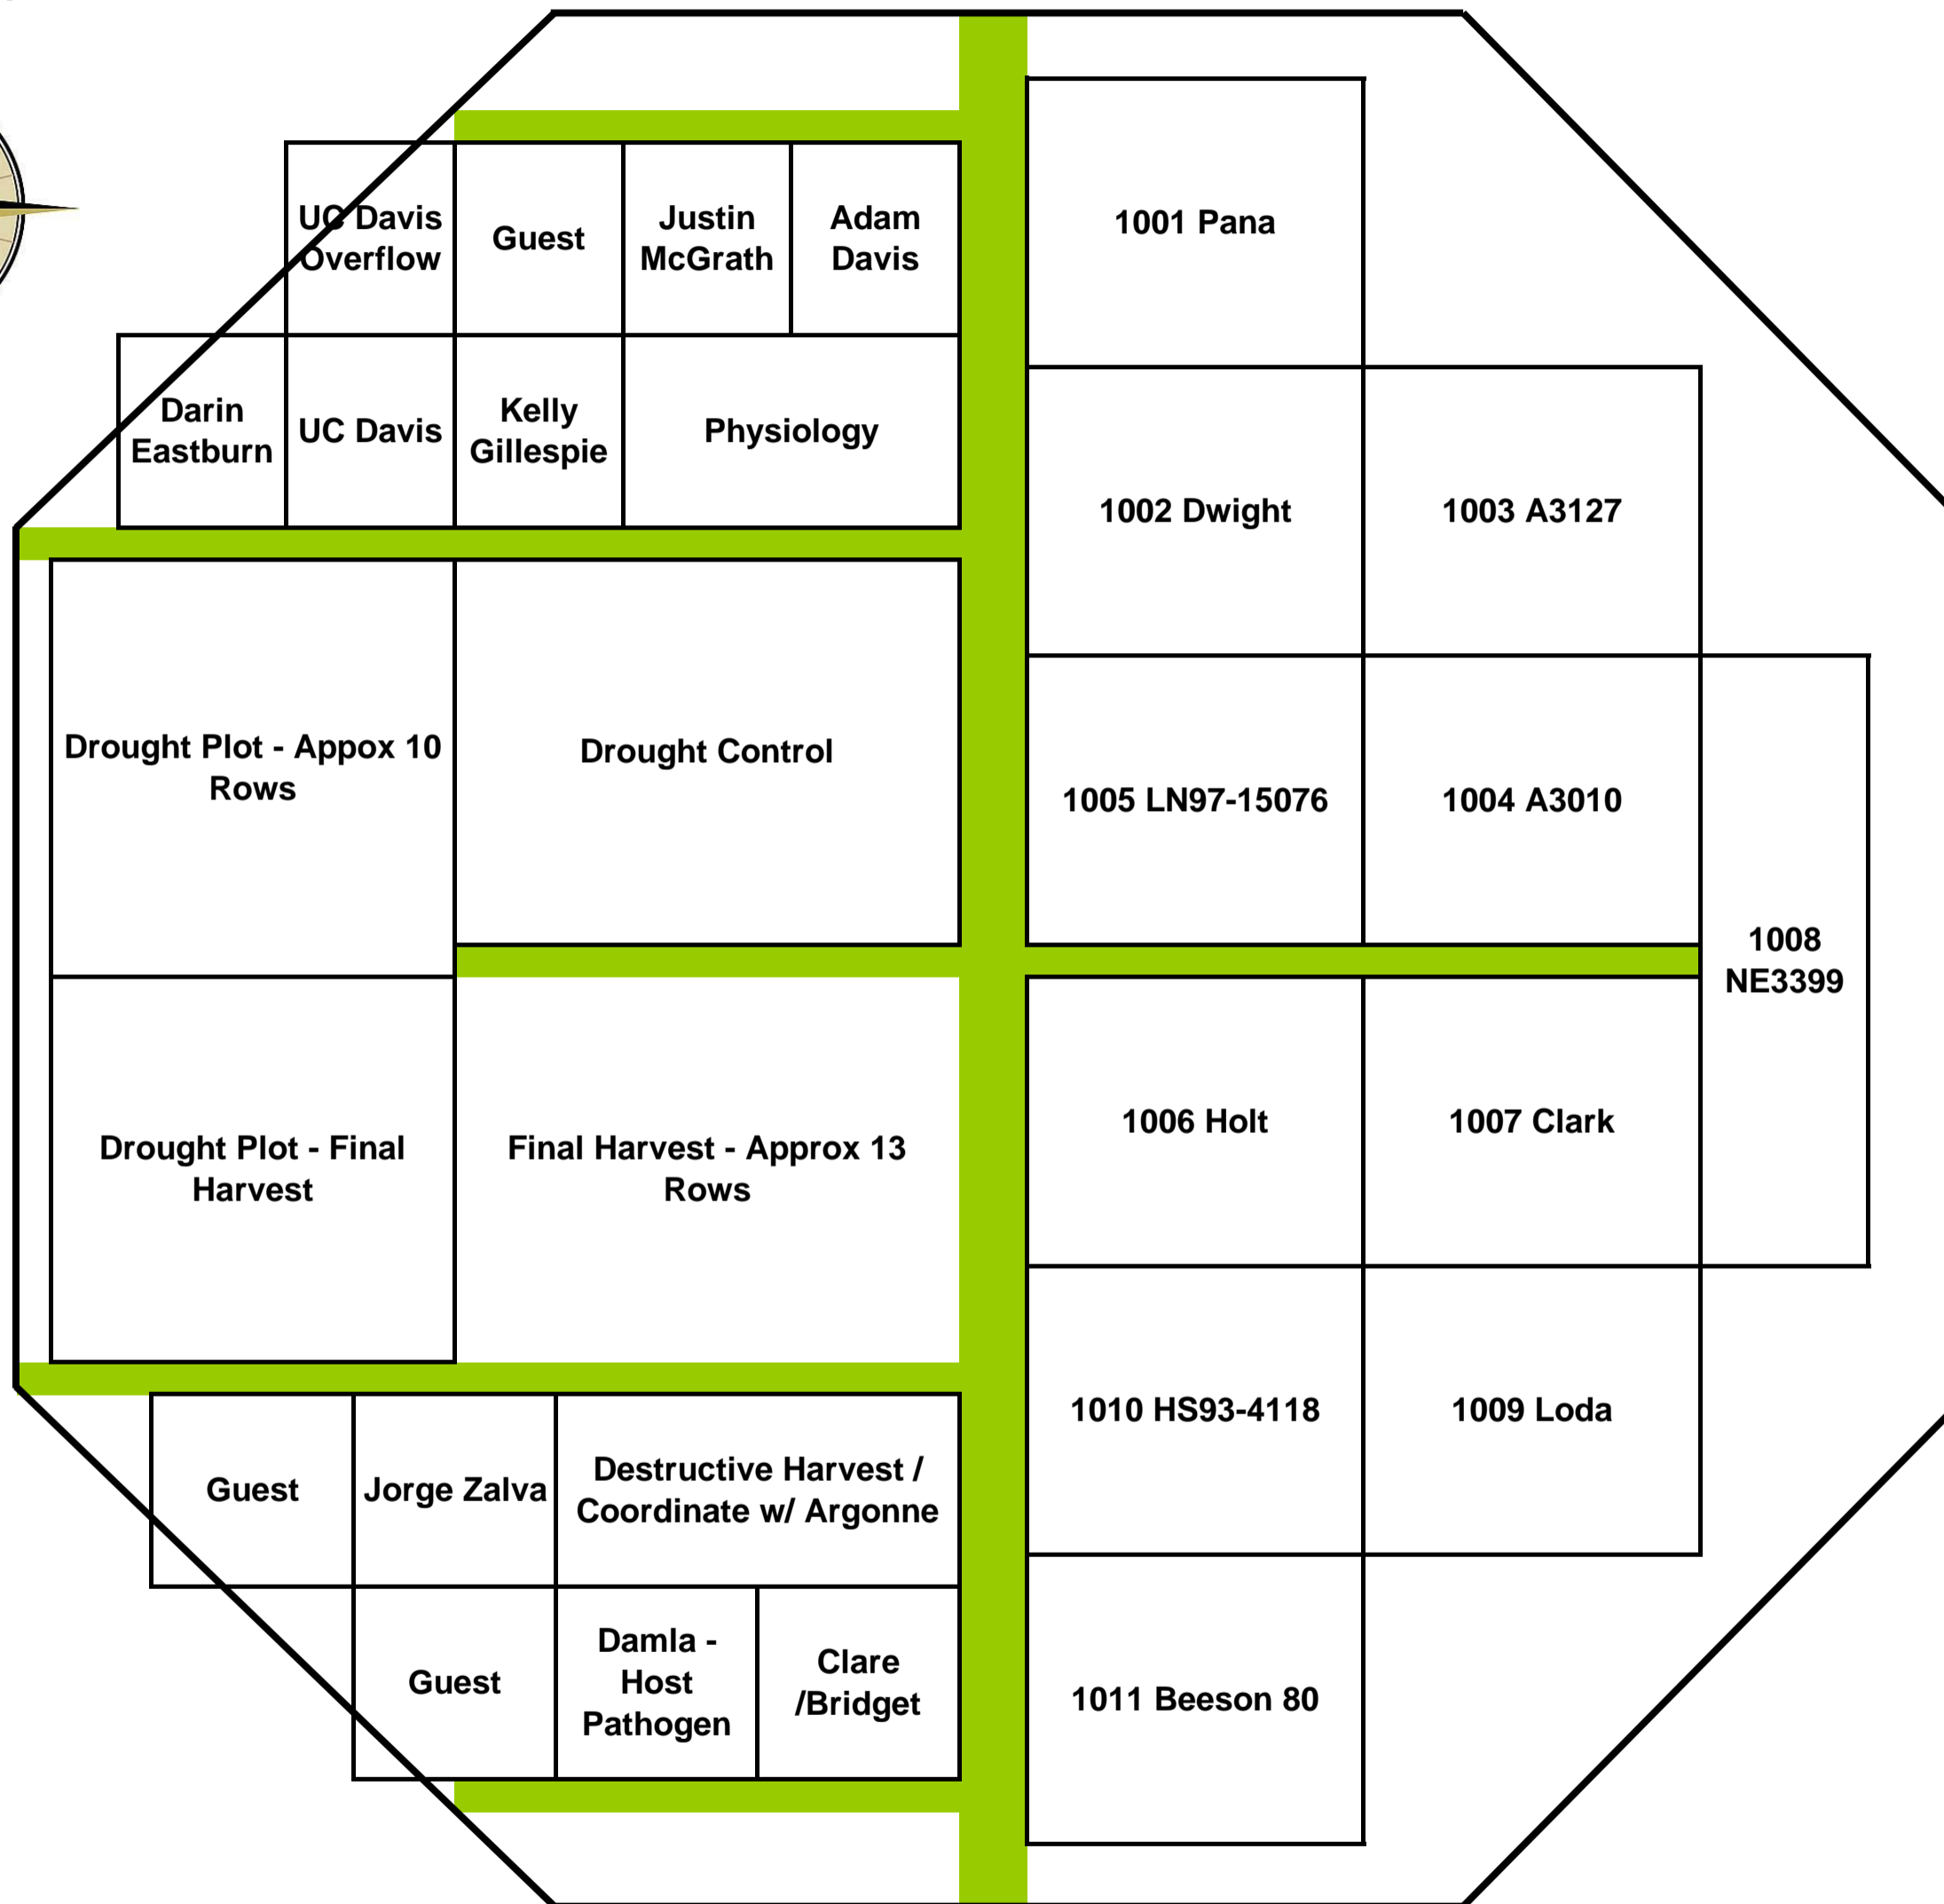 UC Davis
Overflow
Guest
Justin
McGrath
Adam
Davis
1001 Pana
Darin
Eastburn
UC Davis
Kelly
Gillespie
Physiology
1002 Dwight
1003 A3127
Drought Plot - Appox 10
Rows
Drought Control
1005 LN97-15076
1004 A3010
1008
NE3399
Drought Plot - Final
Harvest
Final Harvest - Approx 13
Rows
1006 Holt
1007 Clark
1010 HS93-4118
1009 Loda
Guest
Jorge Zalva
Destructive Harvest /
Coordinate w/ Argonne
Guest
Damla -
Host
Pathogen
Clare
/Bridget
1011 Beeson 80